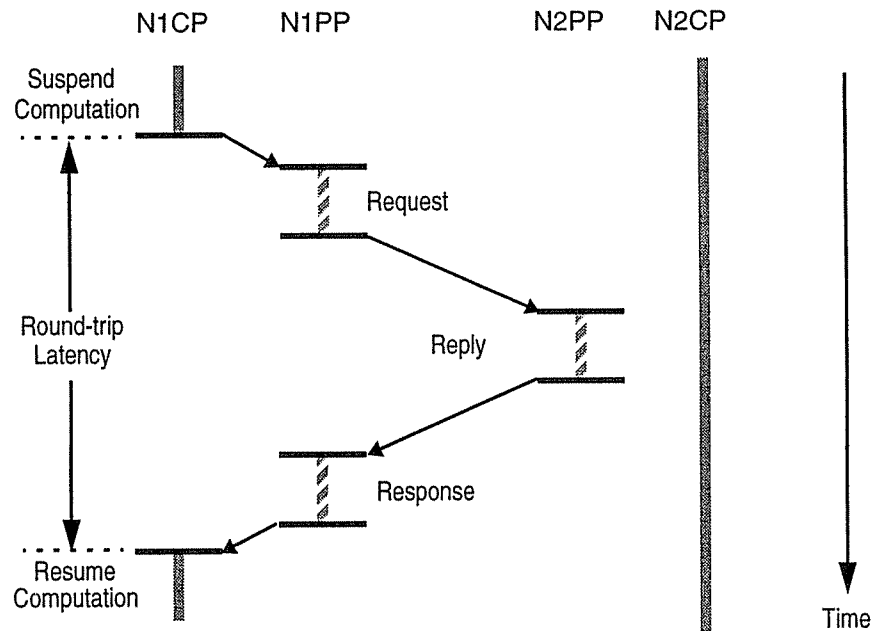 N1CP N1PP N2PP N2CP
Suspend
Computation
Request
Round-trip
Latency
Reply
Response
Resume
Computation
Time